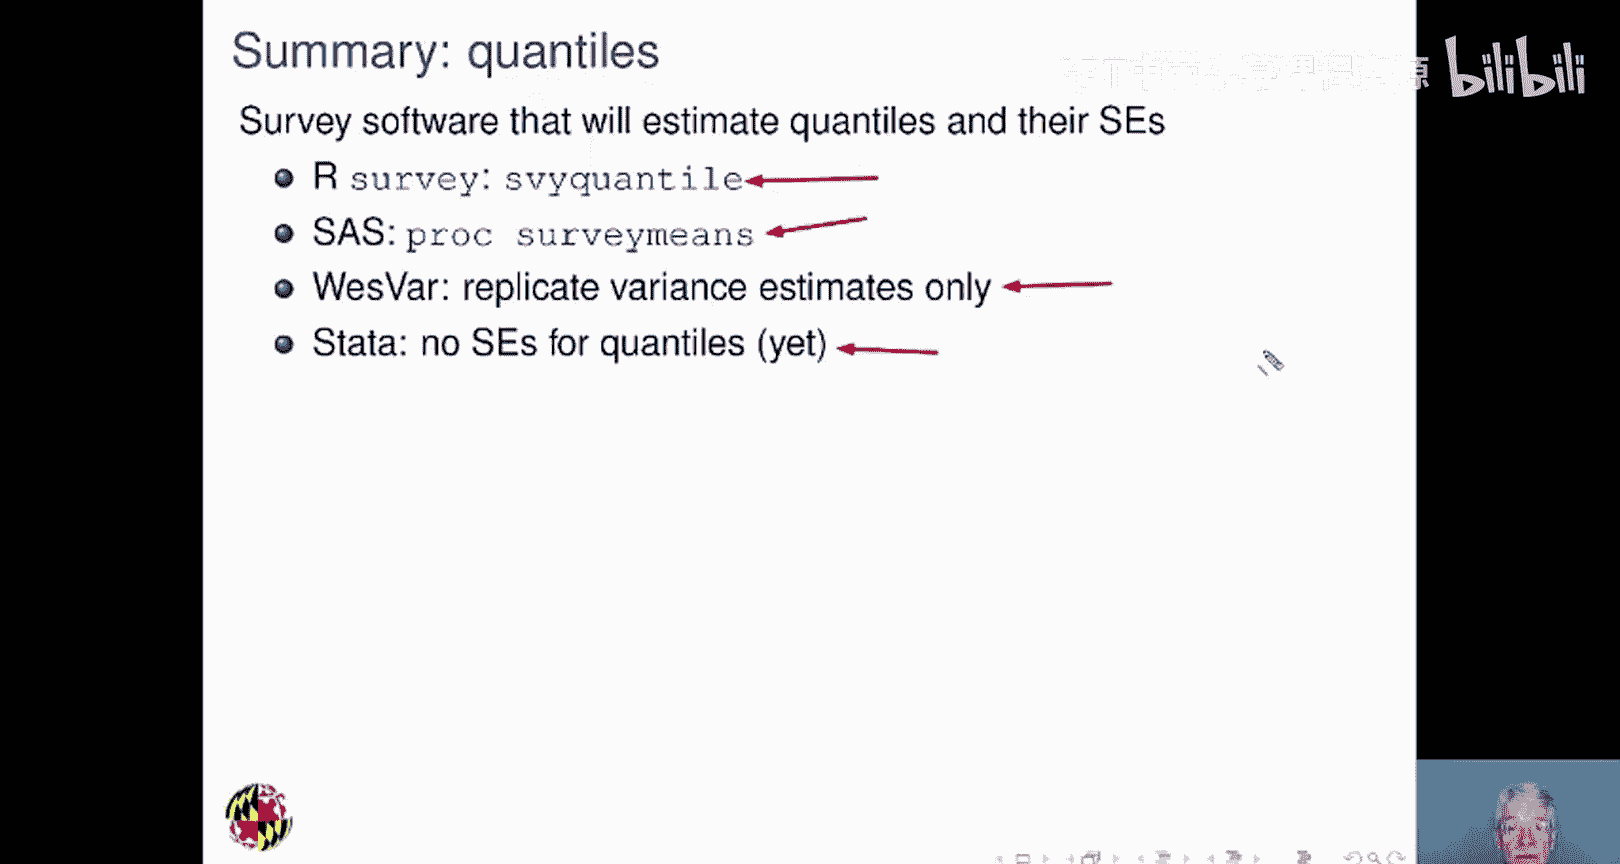 Summary: quantiles
bilibili
Survey software that will estimate quantiles and their SEs
R survey: svyquantile
SAS: proc surveymeans
WesVar: replicate variance estimates only
Stata: no SEs for quantiles (yet)